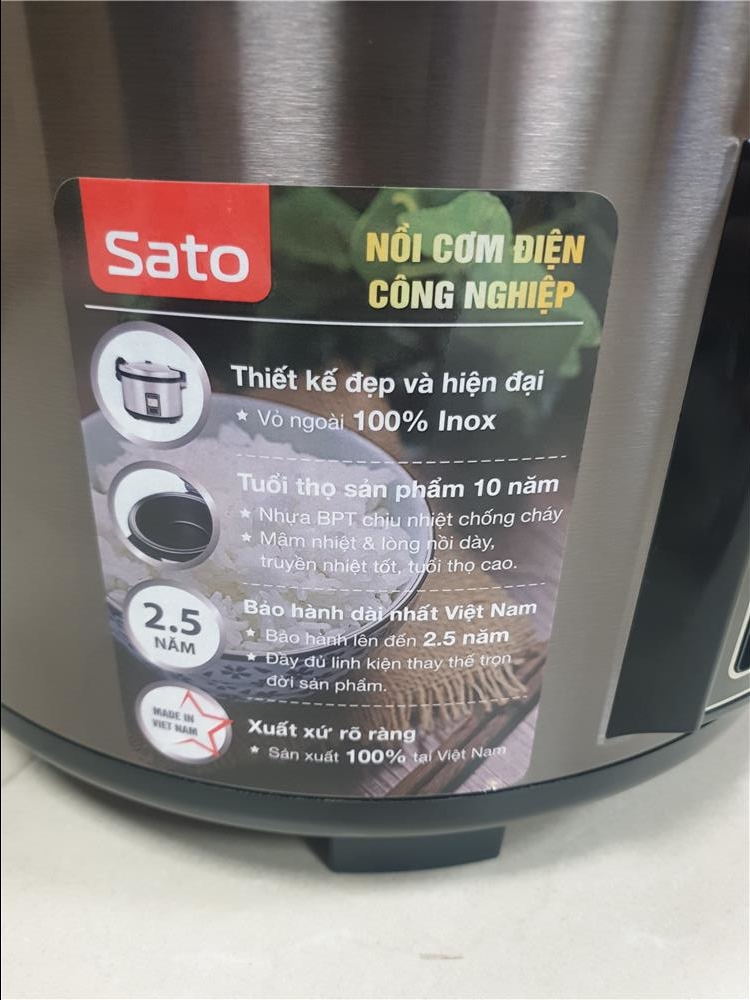 Sato
NỒI CƠM ĐIỆN
CÔNG NGHIỆP
Thiết kế đẹp và hiện đại
★ Vỏ ngoài 100% Inox
Tuổi thọ sản phẩm 10 năm
★ Nhựa BPT chịu nhiệt chống cháy
★ Mâm nhiệt & lòng nồi dày,
truyền nhiệt tốt, tuổi thọ cao.
2.5
NĂM
Bảo hành dài nhất Việt Nam
★ Bảo hành lên đến 2.5 năm
★ Đầy đủ linh kiện thay thế trọn
đời sản phẩm.
MADE IN
VIET NAM
Xuất xứ rõ ràng
★ Sản xuất 100% tại Việt Nam